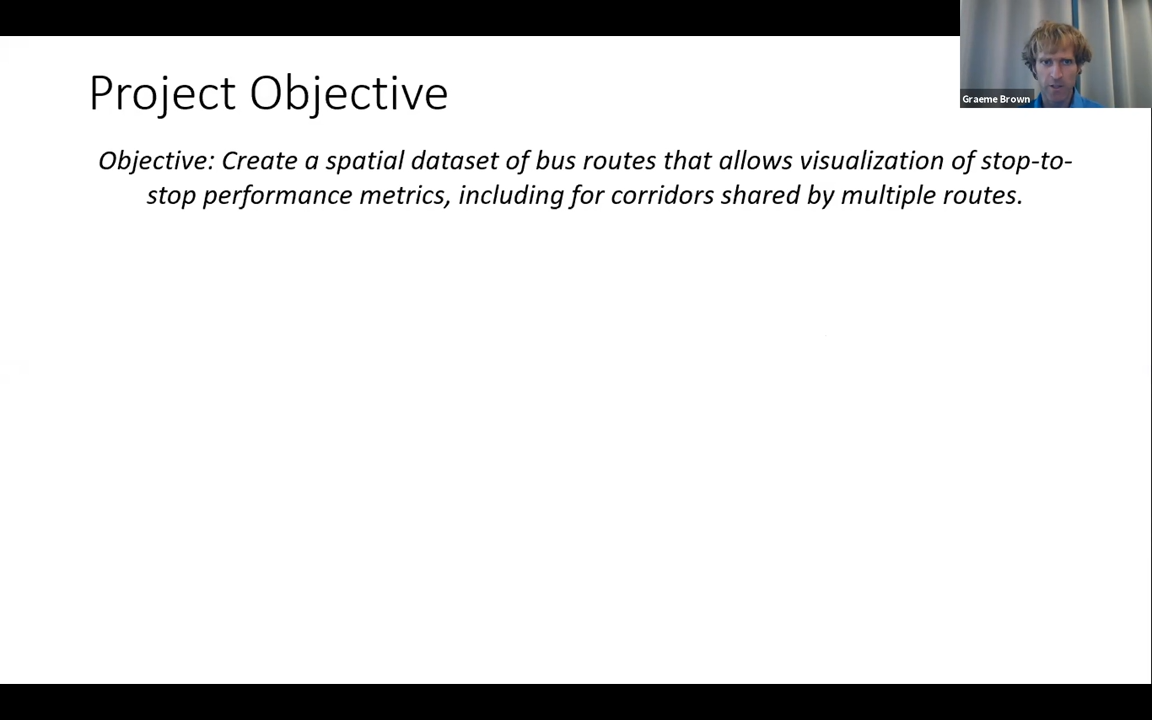 Project Objective
Graeme Brown
Objective: Create a spatial dataset of bus routes that allows visualization of stop-to-
stop performance metrics, including for corridors shared by multiple routes.